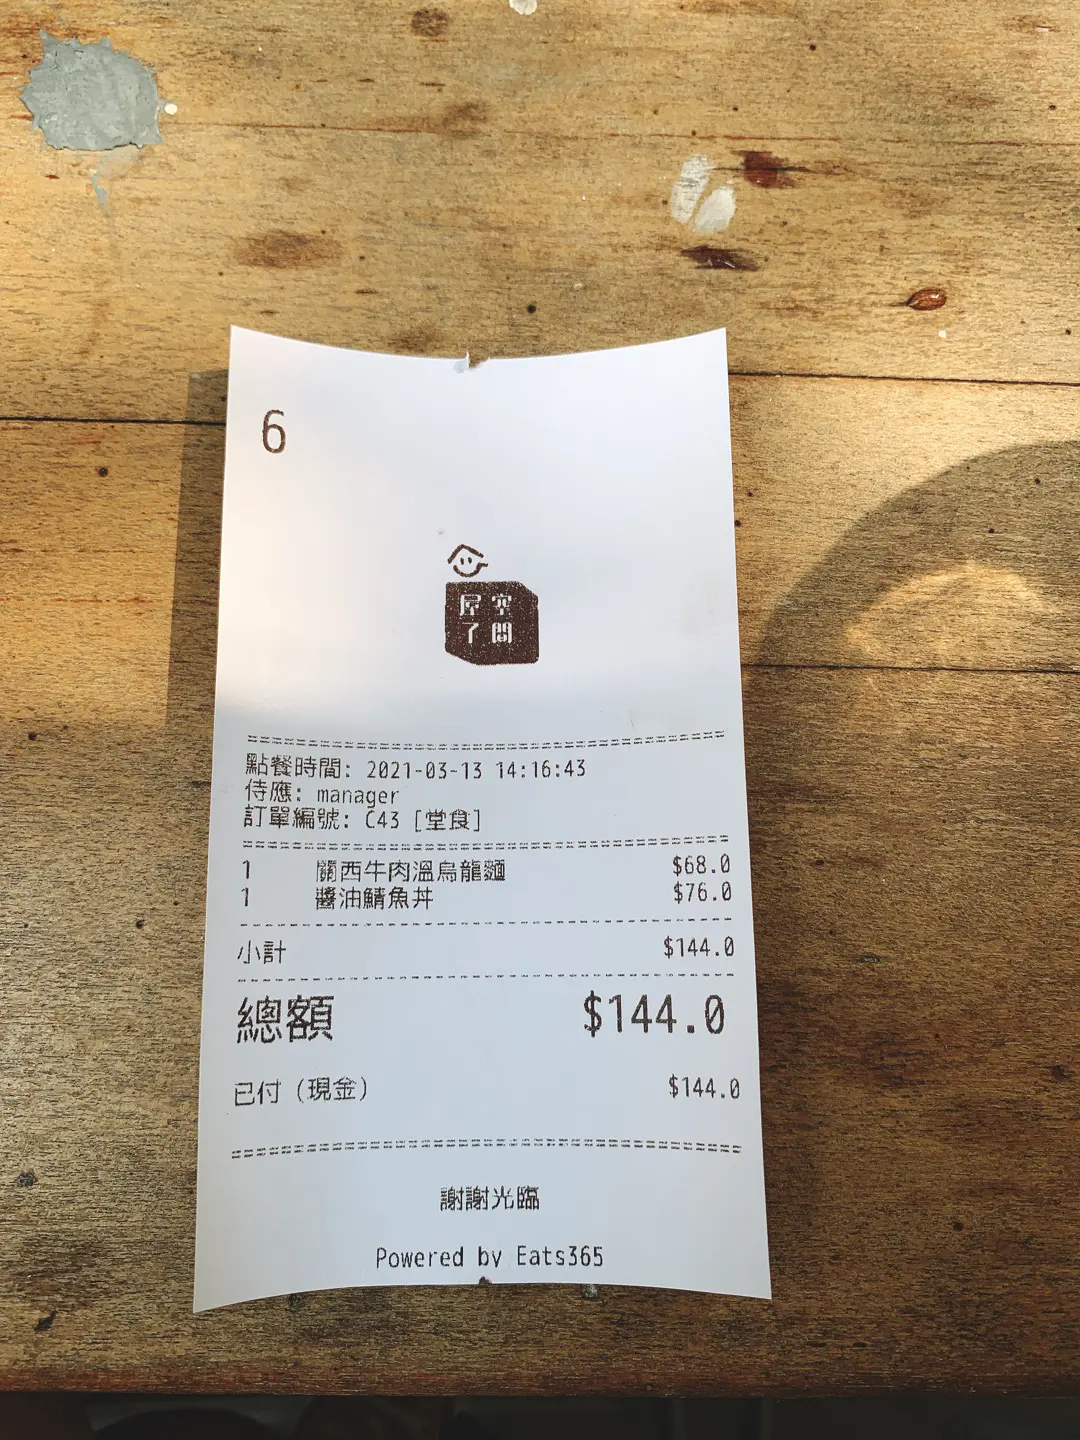 6
空間
屋了
點餐時間: 2021-03-13 14:16:43
侍應: manager
訂單編號: C43 [堂食]
1 關西牛肉溫烏龍麵 $68.0
1 醬油鯖魚丼 $76.0
小計 $144.0
總額 $144.0
已付 (現金) $144.0
謝謝光臨
Powered by Eats365